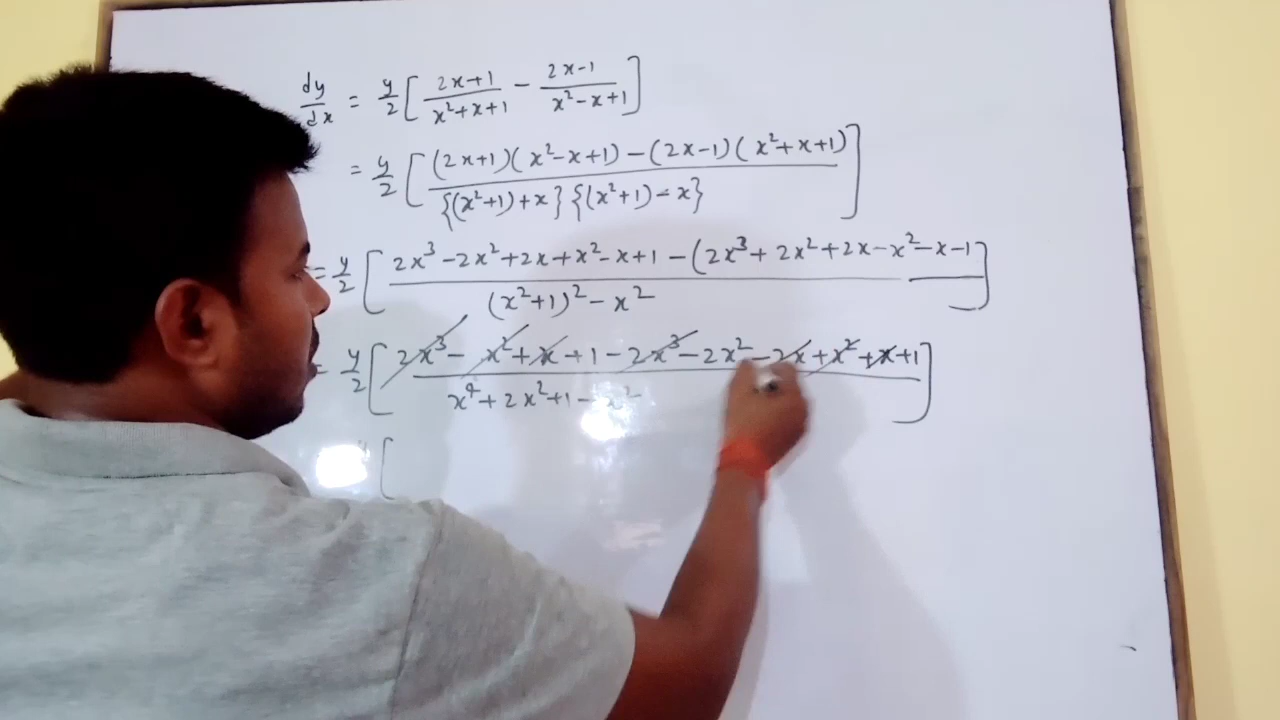 dy/dx = y/2 [ (2x+1)/(x²+x+1) - (2x-1)/(x²-x+1) ]
= y/2 [ ((2x+1)(x²-x+1) - (2x-1)(x²+x+1)) / ({(x²+1)+x}{(x²+1)-x}) ]
= y/2 [ (2x³-2x²+2x+x²-x+1-(2x³+2x²+2x-x²-x-1) / ((x²+1)²-x²) ]
= y/2 [ (2x³-x²+x+1-2x³-2x²-2x+x²+x+1) / (x⁴+2x²+1-x²) ]
[